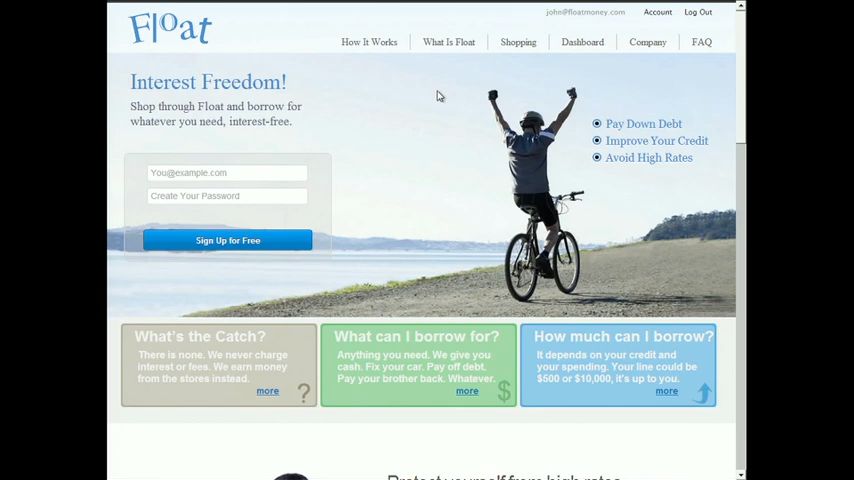 john@floatmoney.com Account Log Out
Float
How It Works What Is Float Shopping Dashboard Company FAQ
Interest Freedom!
Shop through Float and borrow for
whatever you need, interest-free.
Pay Down Debt
Improve Your Credit
Avoid High Rates
You@example.com
Create Your Password
Sign Up for Free
What's the Catch?
There is none. We never charge
interest or fees. We earn money
from the stores instead.
more
?
What can I borrow for?
Anything you need. We give you
cash. Fix your car. Pay off debt.
Pay your brother back. Whatever.
more
$
How much can I borrow?
It depends on your credit and
your spending. Your line could be
$500 or $10,000, it's up to you.
more
Protect yourself from high rates